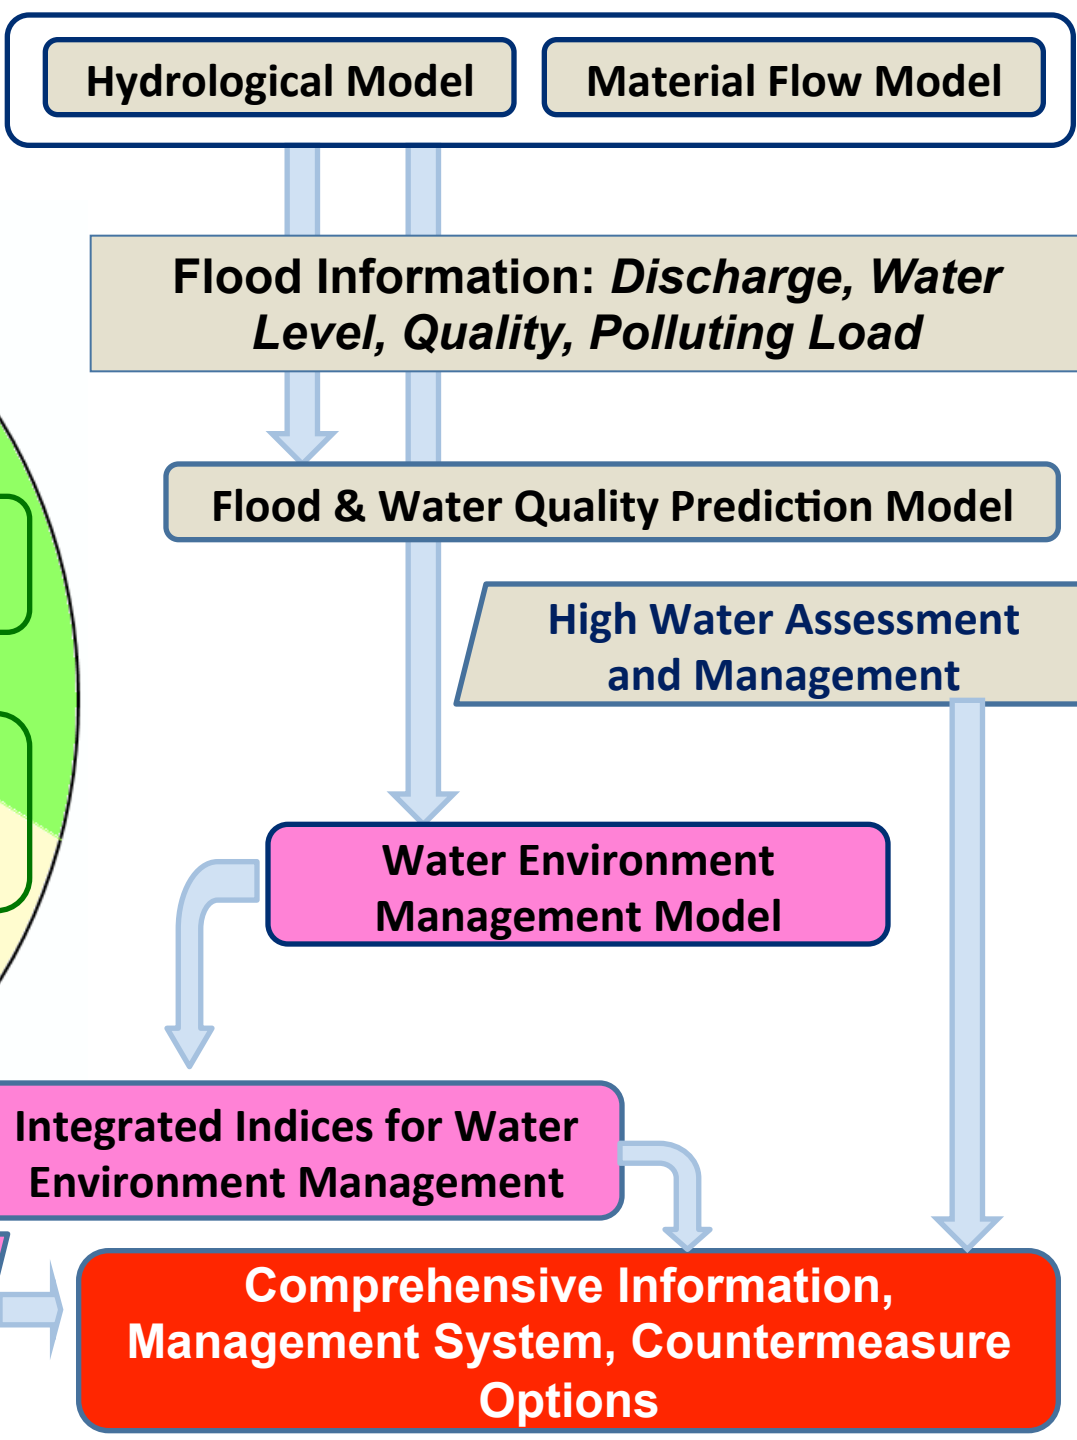 Hydrological Model
Material Flow Model
Flood Information: Discharge, Water
Level, Quality, Polluting Load
Flood & Water Quality Prediction Model
High Water Assessment
and Management
Water Environment
Management Model
Integrated Indices for Water
Environment Management
Comprehensive Information,
Management System, Countermeasure
Options